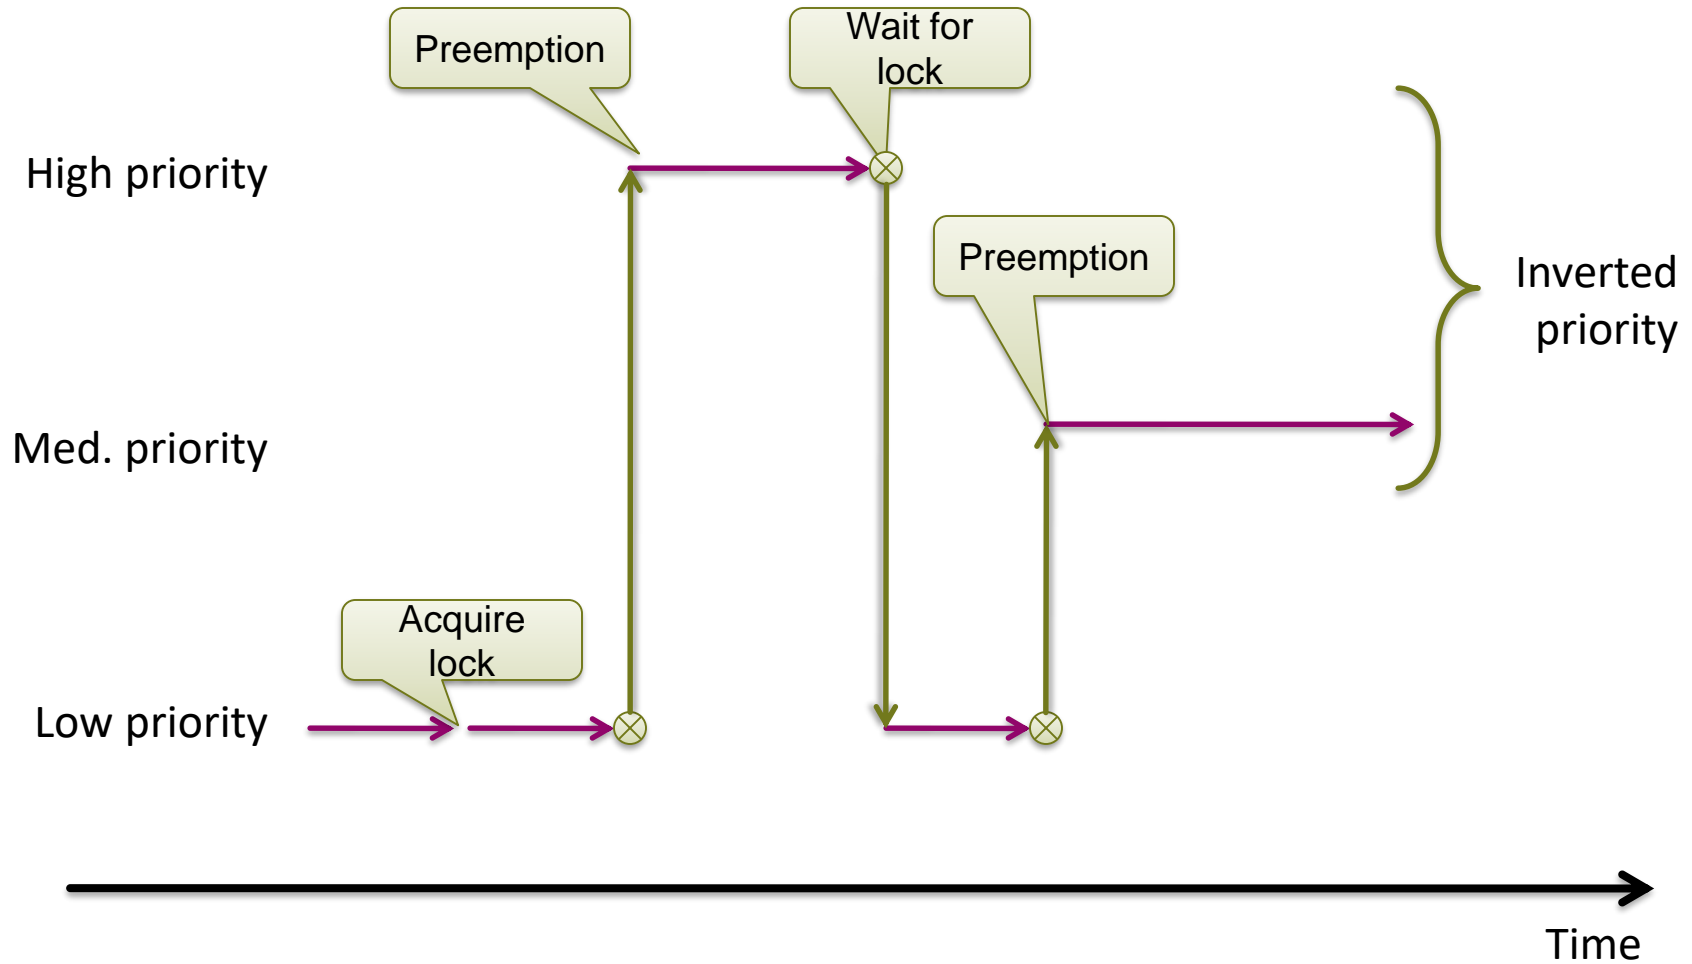 Preemption
Wait for
lock
High priority
Preemption
Inverted
priority
Med. priority
Acquire
lock
Low priority
Time